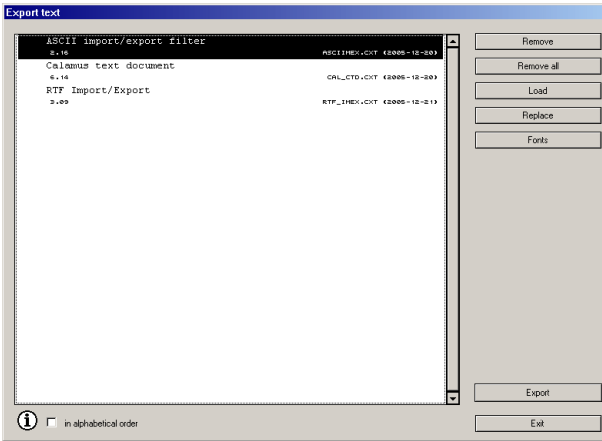 Export text
ASCII import/export filter
2.16 ASCIIMEX.CXT (2005-12-20)
Calamus text document
6.14 CAL_CTD.CXT (2005-12-20)
RTF Import/Export
3.09 RTF_IMEX.CXT (2005-12-21)
Remove
Remove all
Load
Replace
Fonts
Export
in alphabetical order
Exit